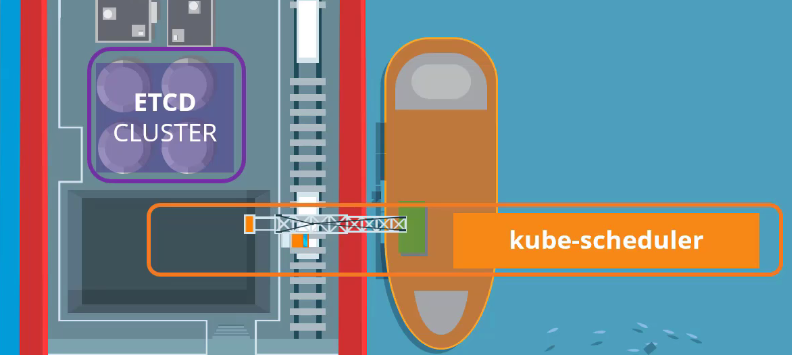 ETCD
CLUSTER
kube-scheduler